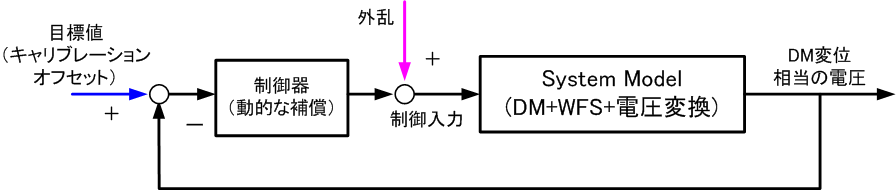 外乱
目標値
(キャリブレーション
オフセット)
+
−
制御器
(動的な補償)
+
制御入力
System Model
(DM+WFS+電圧変換)
DM変位
相当の電圧